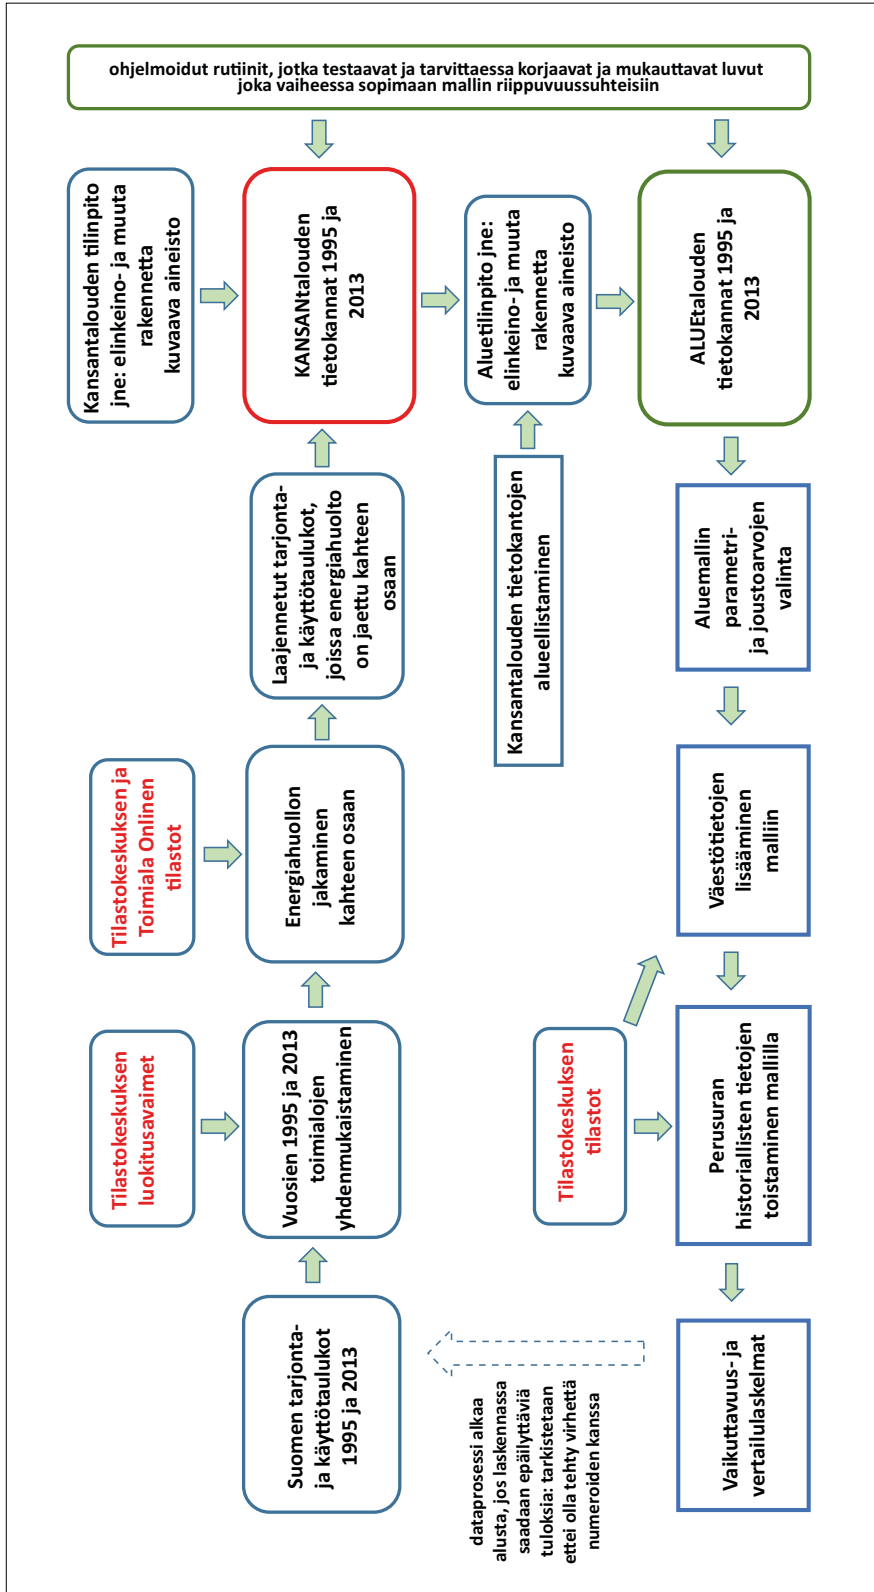 ohjelmoidut rutiinit, jotka testaavat ja tarvittaessa korjaavat ja mukauttavat luvut
joka vaiheessa sopimaan mallin riippuvuussuhteisiin
Suomen tarjonta-
ja käyttötaulukot
1995 ja 2013
Tilastokeskuksen
luokitusavaimet
Vuosien 1995 ja 2013
toimialojen
yhdenmukaistaminen
Tilastokeskuksen ja
Toimiala Onlinen
tilastot
Energiahuollon
jakaminen
kahteen osaan
Laajennetut tarjonta-
ja käyttötaulukot,
joissa energiahuolto
on jaettu kahteen
osaan
Kansantalouden tilinpito
jne: elinkeino- ja muuta
rakennetta
kuvaava aineisto
KANSANtalouden
tietokannat 1995 ja
2013
Kansantalouden tietokantojen
alueellistaminen
Aluetilinpito jne:
elinkeino- ja muuta
rakennetta
kuvaava aineisto
ALUEtalouden
tietokannat 1995 ja
2013
Aluemallin
parametri-
ja joustoarvojen
valinta
Väestötietojen
lisääminen
malliin
Tilastokeskuksen
tilastot
Perusuran
historiallisten tietojen
toistaminen mallilla
Vaikuttavuus- ja
vertailulaskelmat
dataprosessi alkaa
alusta, jos laskennassa
saadaan epäilyttäviä
tuloksia: tarkistetaan
ettei olla tehty virhettä
numeroiden kanssa